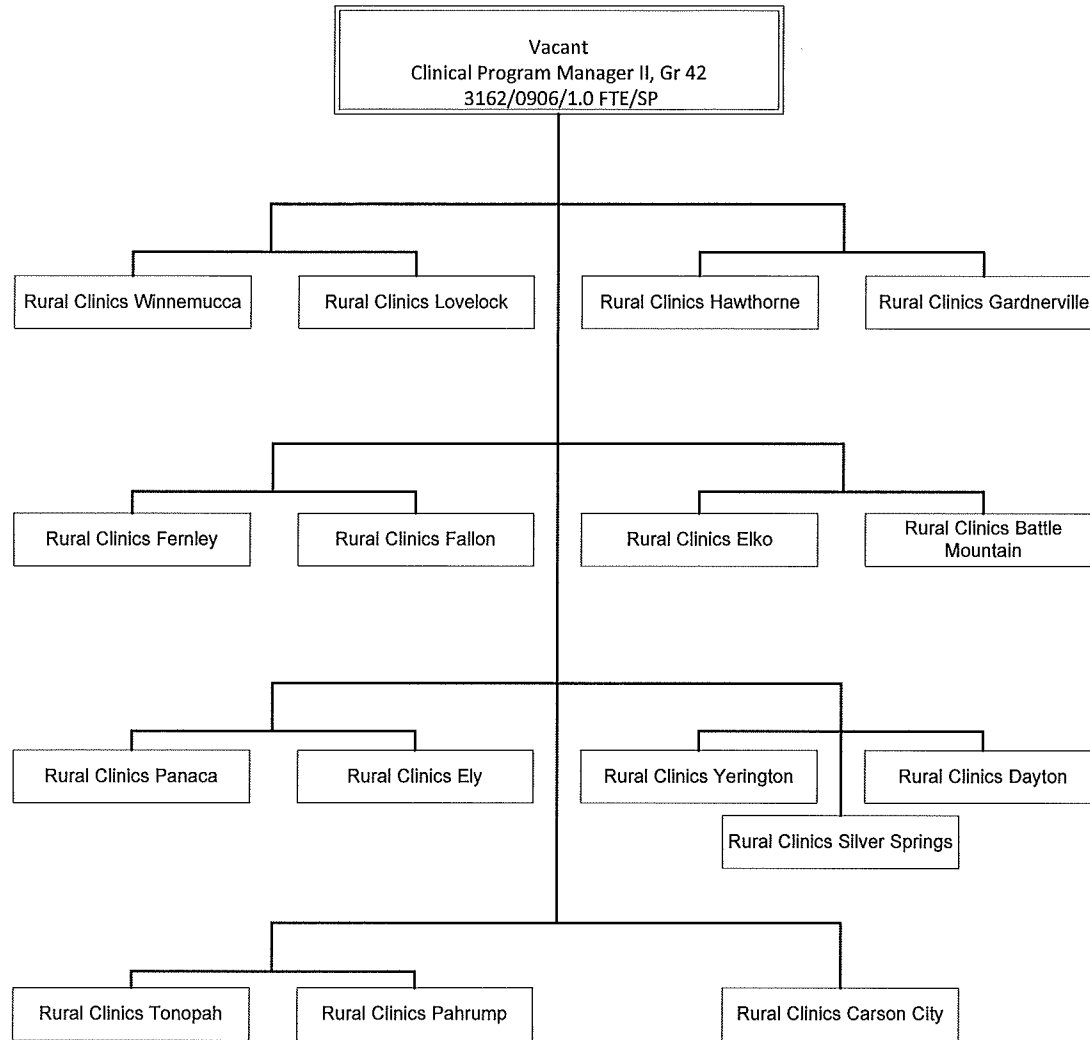 Vacant
Clinical Program Manager II, Gr 42
3162/0906/1.0 FTE/SP
Rural Clinics Winnemucca
Rural Clinics Lovelock
Rural Clinics Hawthorne
Rural Clinics Gardnerville
Rural Clinics Fernley
Rural Clinics Fallon
Rural Clinics Elko
Rural Clinics Battle
Mountain
Rural Clinics Panaca
Rural Clinics Ely
Rural Clinics Yerington
Rural Clinics Dayton
Rural Clinics Silver Springs
Rural Clinics Tonopah
Rural Clinics Pahrump
Rural Clinics Carson City